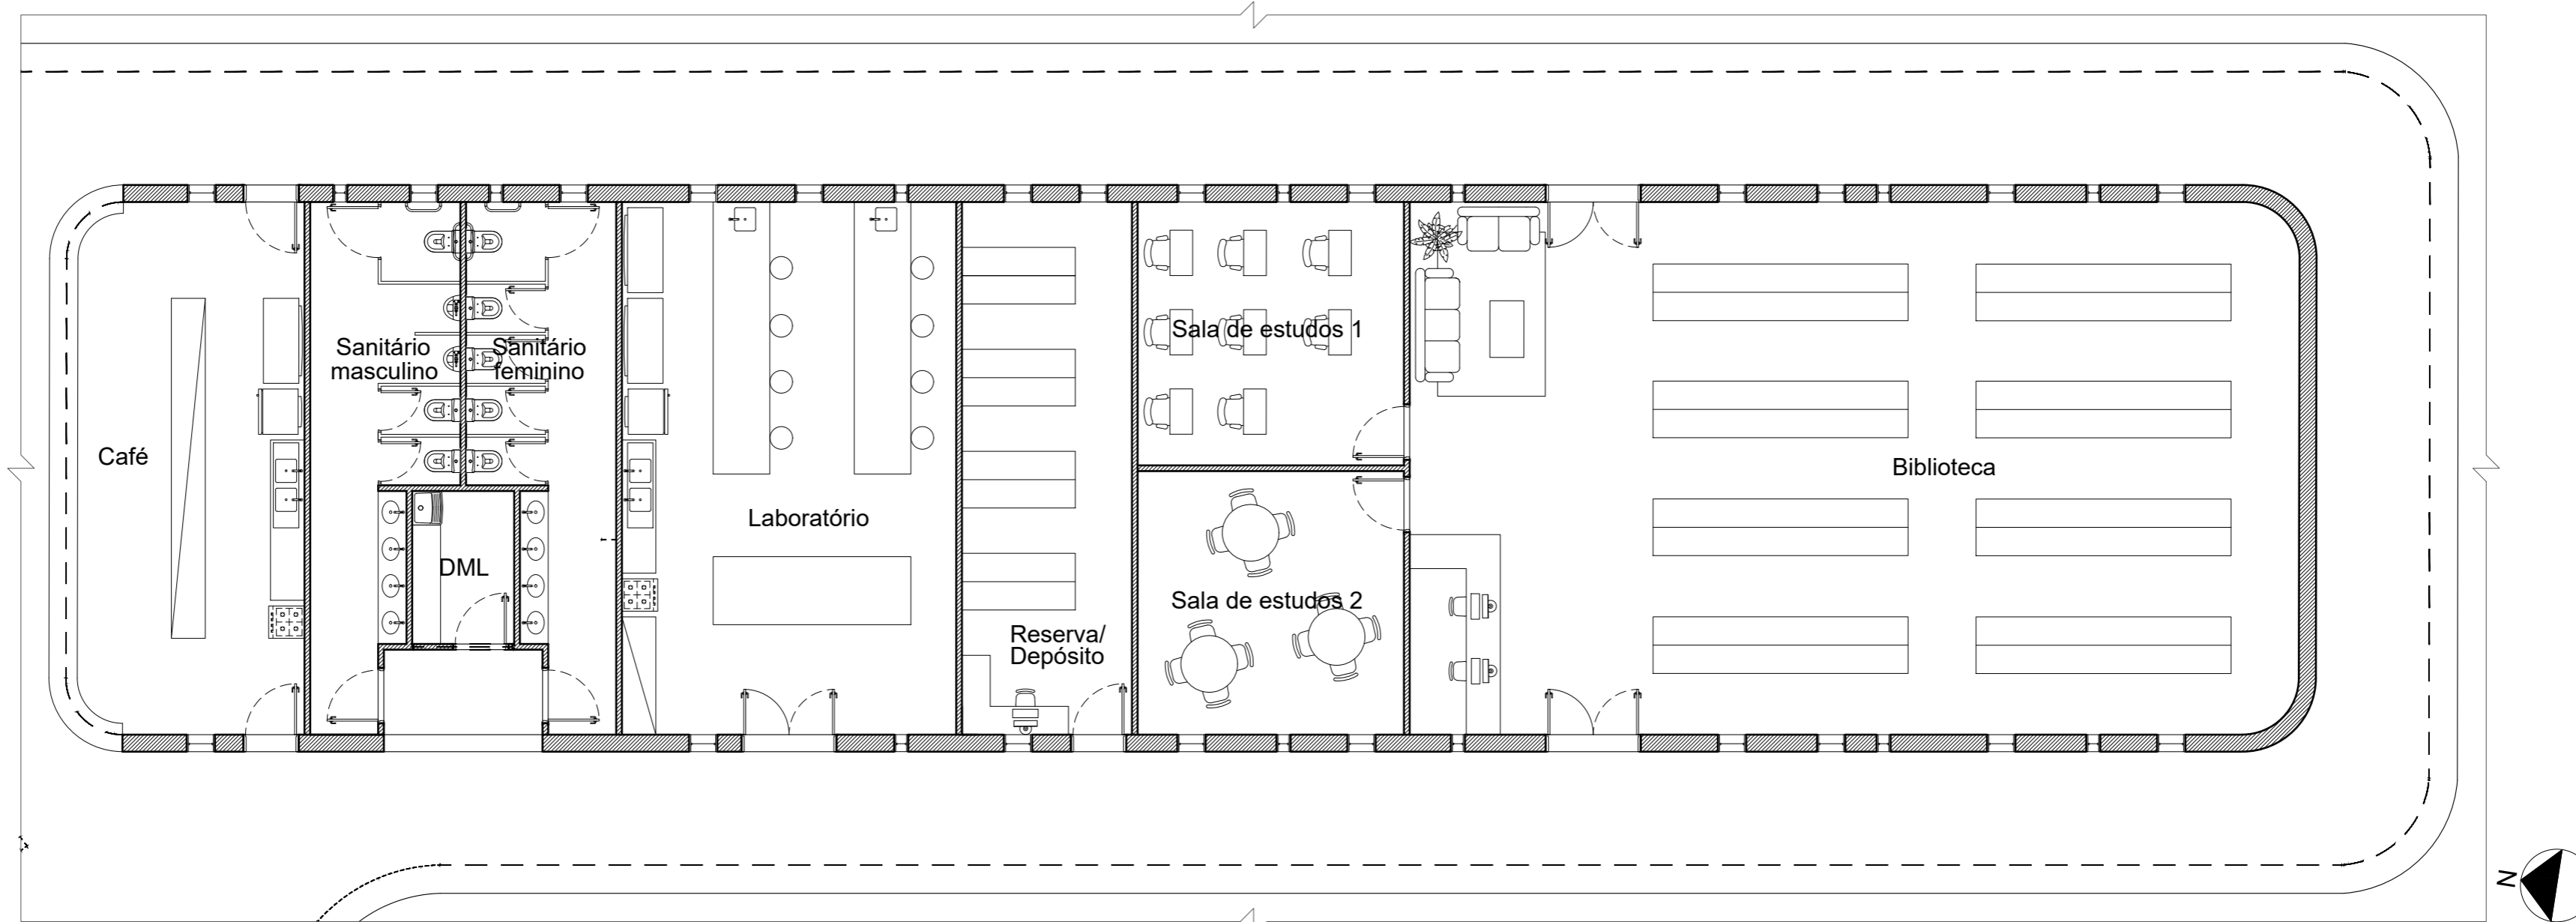 Sala de estudos 1
Sanitário
masculino
Sanitário
feminino
Café
Biblioteca
Laboratório
DML
Sala de estudos 2
Reserva/
Depósito
N